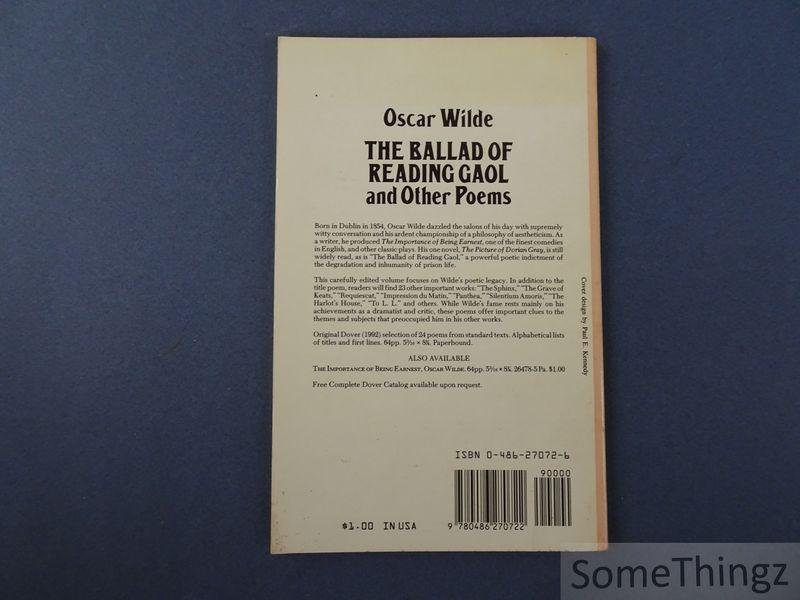 Oscar Wilde
THE BALLAD OF
READING GAOL
and Other Poems
Born in Dublin in 1854, Oscar Wilde dazzled the salons of his day with supremely
witty conversation and his ardent championship of a philosophy of aestheticism. As
a writer, he produced The Importance of Being Earnest, one of the finest comedies
in English, and other classic plays. His one novel, The Picture of Dorian Gray, is still
widely read, as is "The Ballad of Reading Gaol," a powerful poetic indictment of
the degradation and inhumanity of prison life.
This carefully edited volume focuses on Wilde's poetic legacy. In addition to the
title poem, readers will find 23 other important works: "The Sphinx," "The Grave of
Keats," "Requiescat," "Impression du Matin," "Panthea," "Silentium Amoris," "The
Harlot's House," "To L. L." and others. While Wilde's fame rests mainly on his
achievements as a dramatist and critic, these poems offer important clues to the
themes and subjects that preoccupied him in his other works.
Original Dover (1992) selection of 24 poems from standard texts. Alphabetical lists
of titles and first lines. 64pp. 5³⁄₁₆ × 8¼. Paperbound.
ALSO AVAILABLE
THE IMPORTANCE OF BEING EARNEST, OSCAR WILDE. 64pp. 5³⁄₁₆ × 8¼. 26478-5 Pa. $1.00
Free Complete Dover Catalog available upon request.
Cover design by Paul E. Kennedy
ISBN 0-486-27072-6
90000
9 780486 270722
$1.00 IN USA
SomeThingz